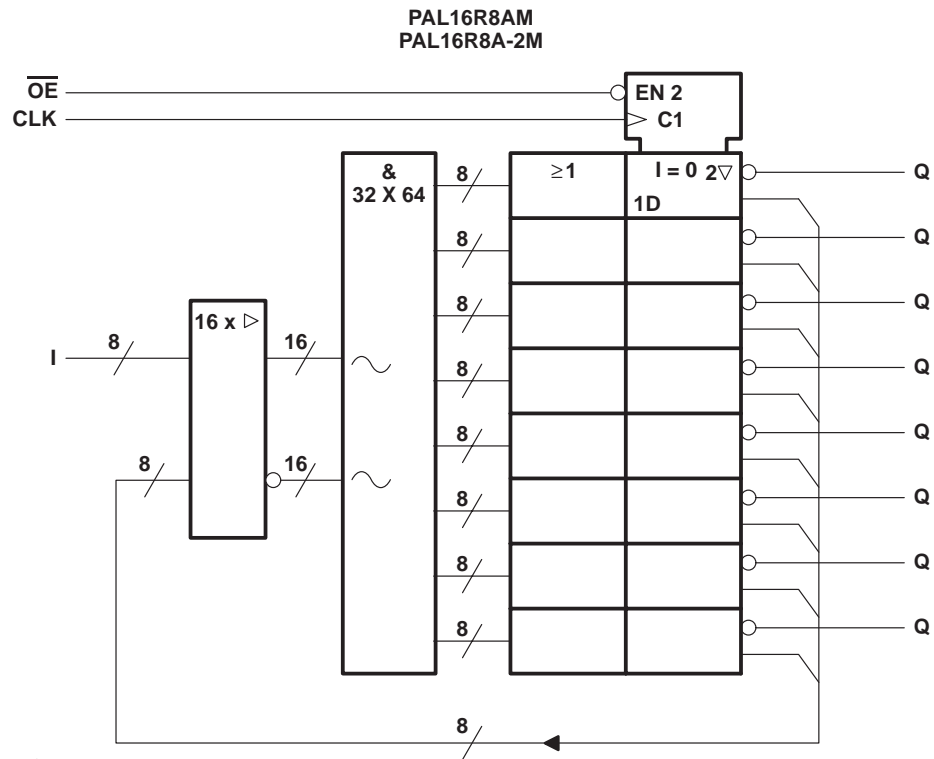 PAL16R8AM
PAL16R8A-2M
OE
CLK
EN 2
C1
&
32 X 64
8
≥1
I = 0 2▽
1D
Q
8
Q
8
Q
16 x ▷
8
16
I
8
Q
8
Q
8
16
8
Q
8
Q
8
Q
8